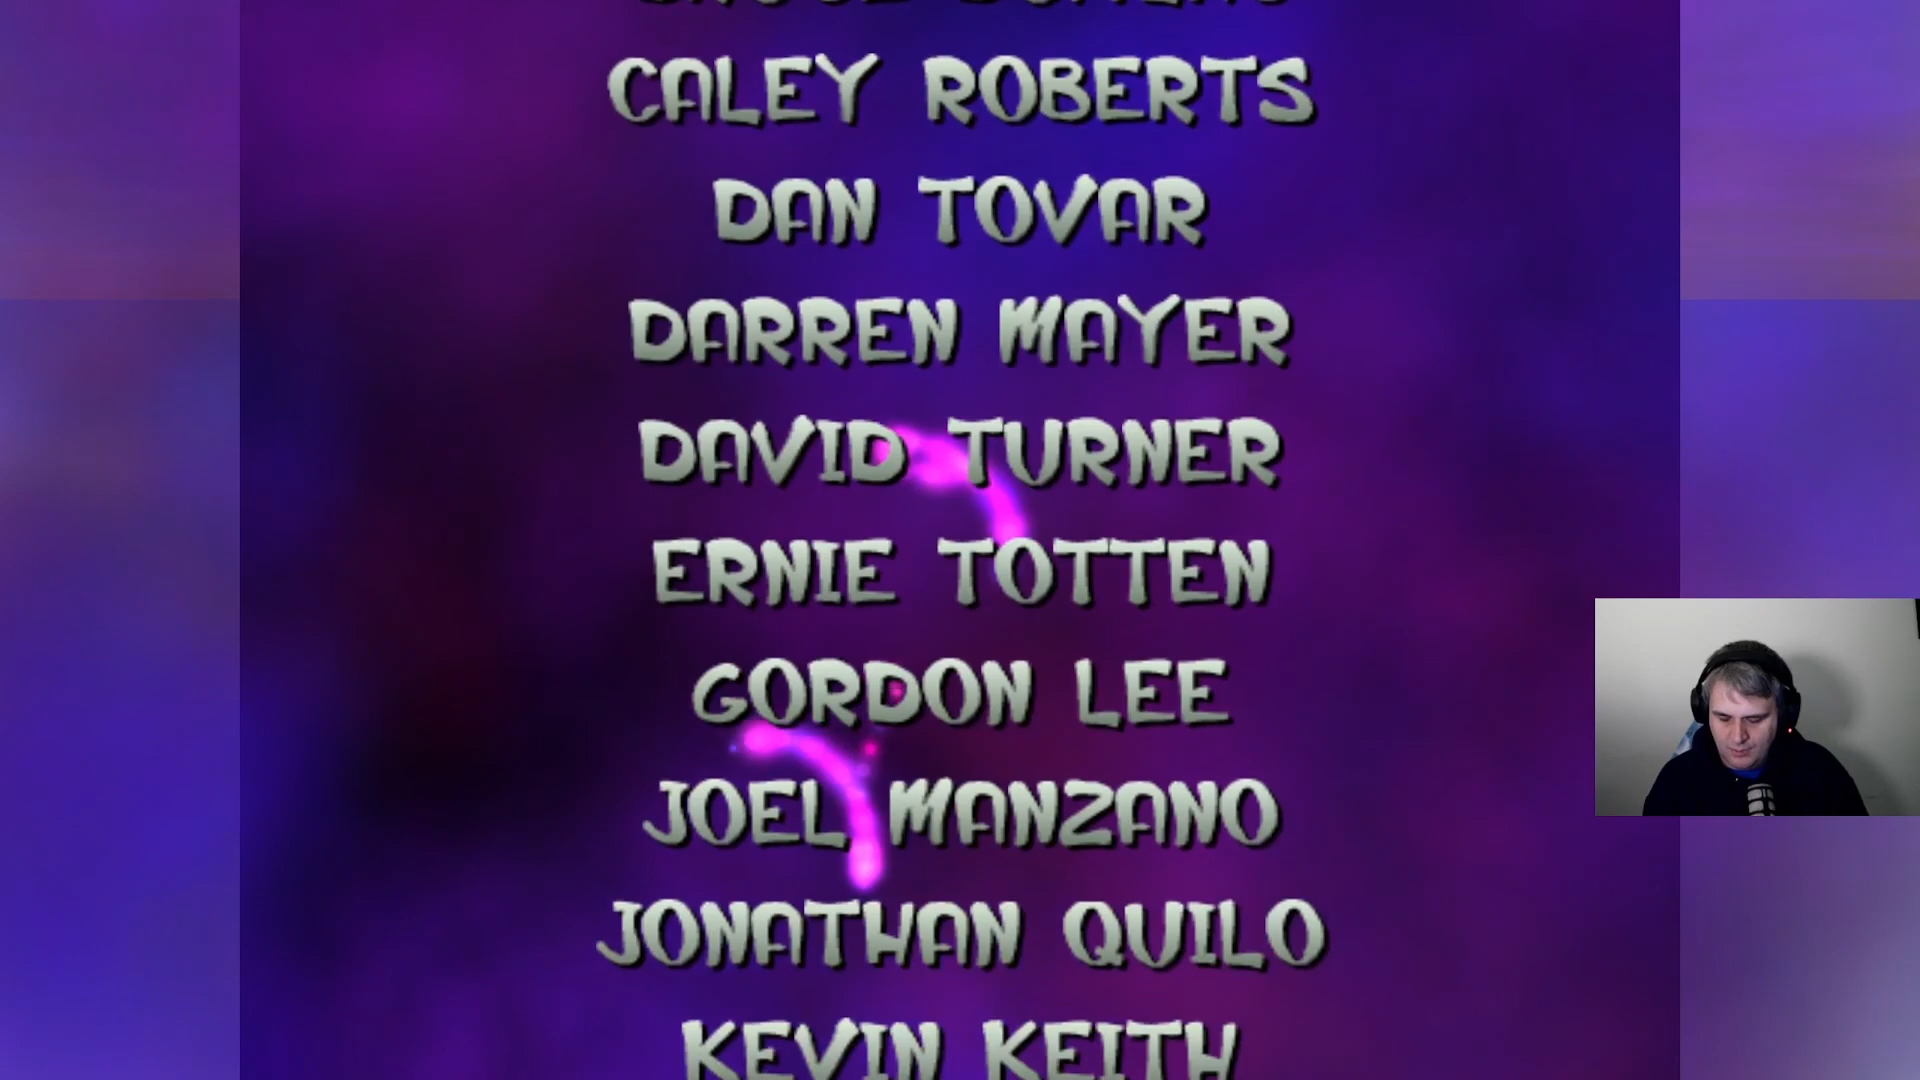 CALEY ROBERTS
DAN TOVAR
DARREN MAYER
DAVID TURNER
ERNIE TOTTEN
GORDON LEE
JOEL MANZANO
JONATHAN QUILO
KEVIN KEITH